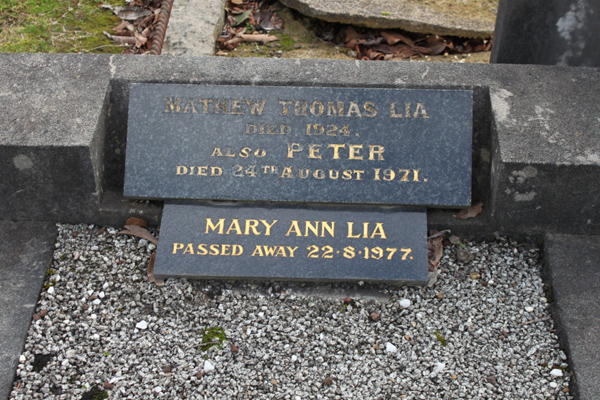 MATHEW THOMAS LIA
DIED 1924.
ALSO PETER
DIED 24TH AUGUST 1971.
MARY ANN LIA
PASSED AWAY 22·8·1977.